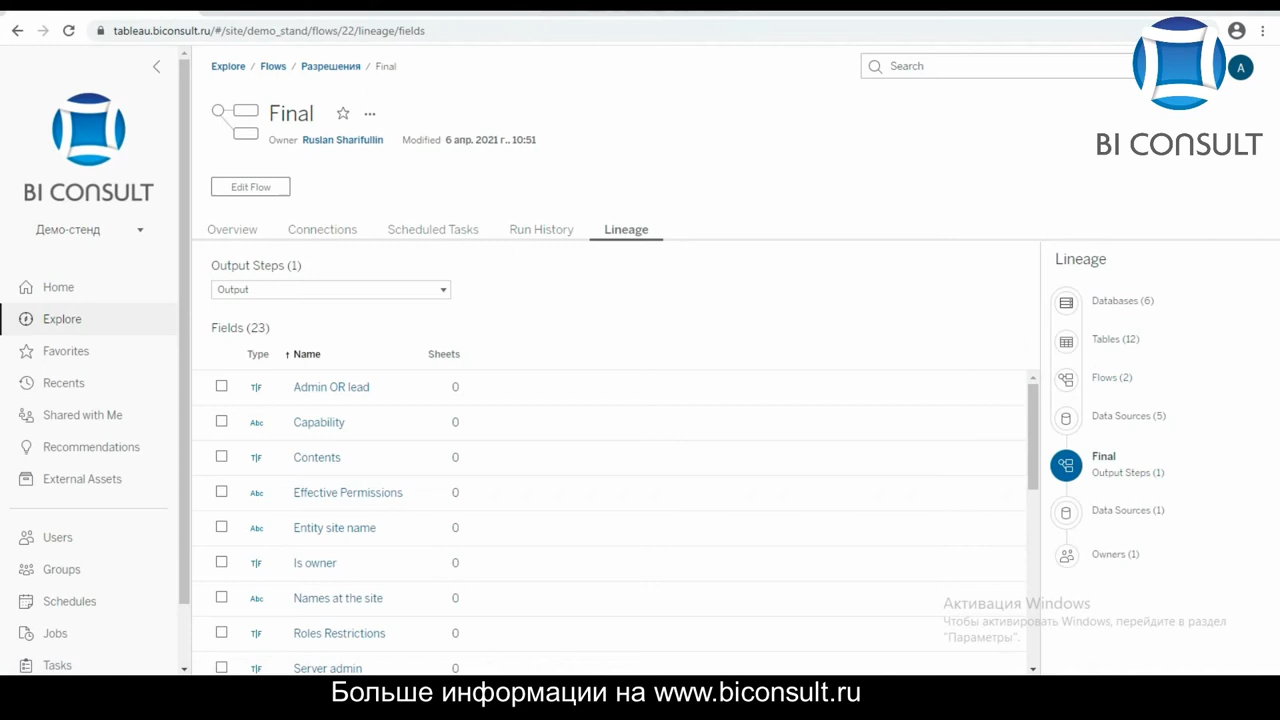 tableau.biconsult.ru/#/site/demo_stand/flows/22/lineage/fields
BI CONSULT
Демо-стенд
Home
Explore
Favorites
Recents
Shared with Me
Recommendations
External Assets
Users
Groups
Schedules
Jobs
Tasks
Explore / Flows / Разрешения / Final
Search
A
BI CONSULT
Final
Owner Ruslan Sharifullin Modified 6 апр. 2021 г., 10:51
Edit Flow
Overview Connections Scheduled Tasks Run History Lineage
Output Steps (1)
Output
Fields (23)
Type ↑ Name Sheets
T|F Admin OR lead 0
Abc Capability 0
T|F Contents 0
Abc Effective Permissions 0
Abc Entity site name 0
T|F Is owner 0
Abc Names at the site 0
T|F Roles Restrictions 0
T|F Server admin 0
Lineage
Databases (6)
Tables (12)
Flows (2)
Data Sources (5)
Final
Output Steps (1)
Data Sources (1)
Owners (1)
Активация Windows
Чтобы активировать Windows, перейдите в раздел
"Параметры".
Больше информации на www.biconsult.ru